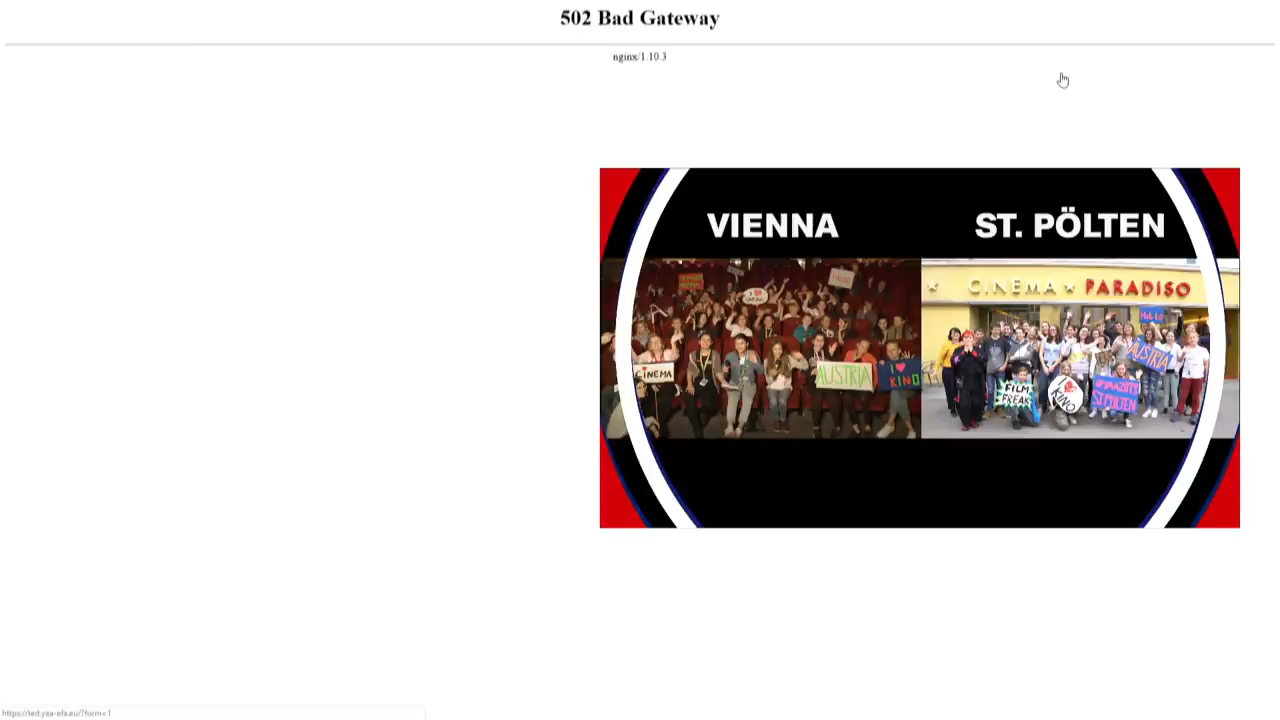 502 Bad Gateway
nginx/1.10.3
VIENNA
ST. PÖLTEN
CINEMA PARADISO
I
CINEMA
AUSTRIA
I
KINO
HALLO
AUSTRIA
FILM
FREAK
I
KINO
ST. PÖLTEN